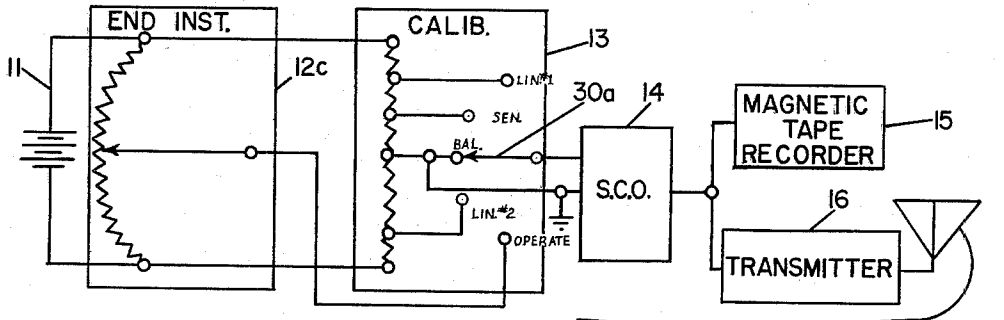 END INST.
CALIB.
13
11
12c
LIN.#1
30a
14
SEN.
MAGNETIC
TAPE
RECORDER
15
BAL.
S.C.O.
LIN.#2
16
OPERATE
TRANSMITTER